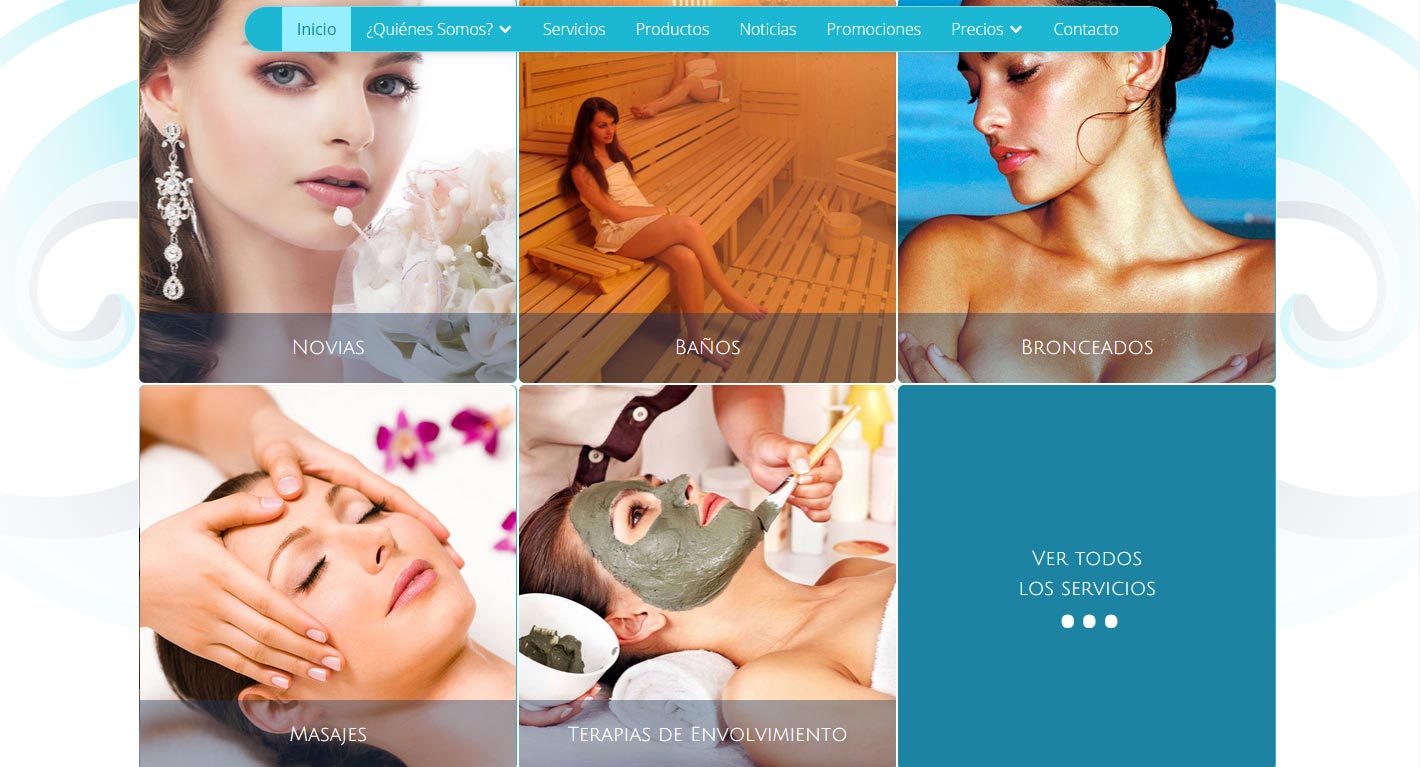 Inicio ¿Quiénes Somos? Servicios Productos Noticias Promociones Precios Contacto
Novias
Baños
Bronceados
Masajes
Terapias de Envolvimiento
Ver todos
los servicios